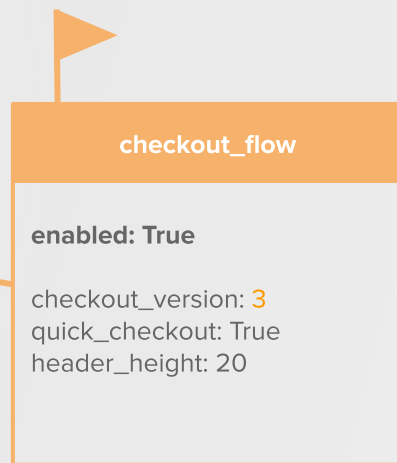 checkout_flow
enabled: True
checkout_version: 3
quick_checkout: True
header_height: 20